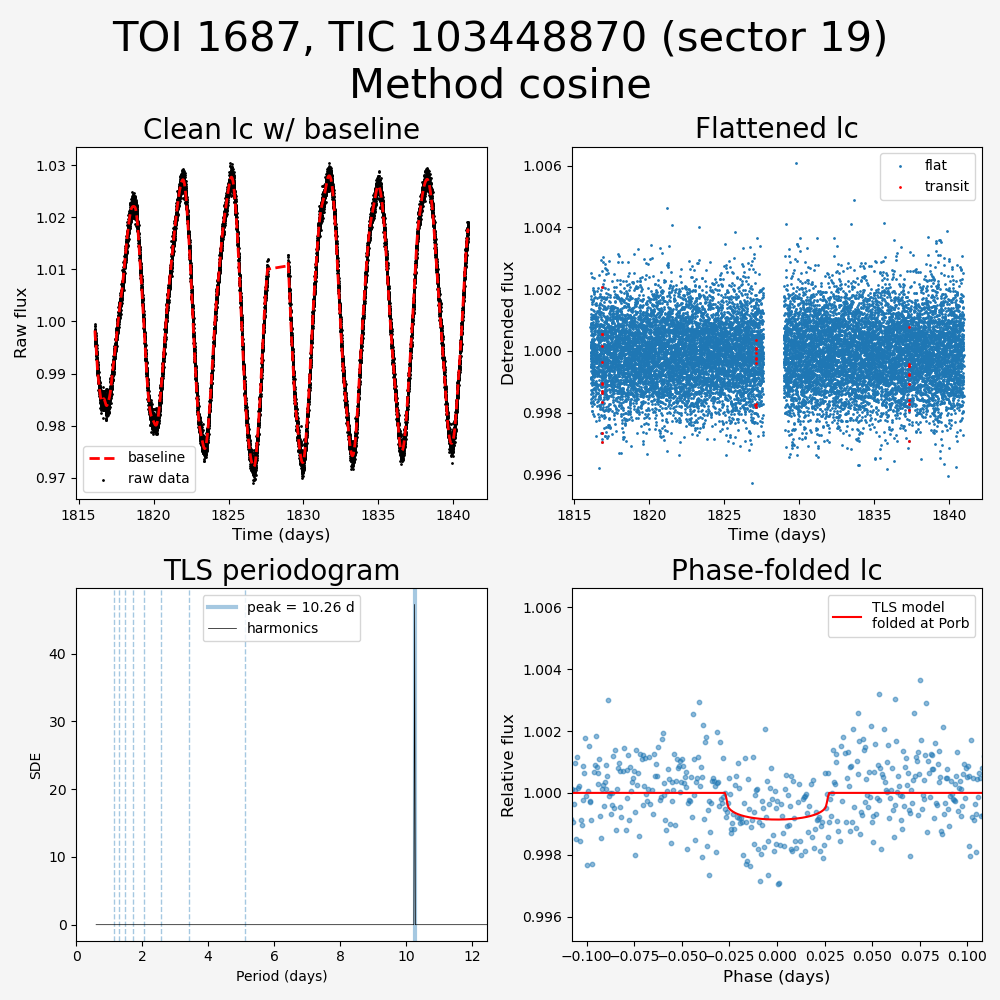 TOI 1687, TIC 103448870 (sector 19)
Method cosine
Clean lc w/ baseline
1.03
1.02
1.01
1.00
0.99
0.98
0.97
Raw flux
baseline
raw data
1815
1820
1825
1830
1835
1840
Time (days)
Flattened lc
1.006
1.004
1.002
1.000
0.998
0.996
Detrended flux
flat
transit
1815
1820
1825
1830
1835
1840
Time (days)
TLS periodogram
40
30
20
10
0
SDE
peak = 10.26 d
harmonics
0
2
4
6
8
10
12
Period (days)
Phase-folded lc
1.006
1.004
1.002
1.000
0.998
0.996
Relative flux
TLS model
folded at Porb
−0.100
−0.075
−0.050
−0.025
0.000
0.025
0.050
0.075
0.100
Phase (days)